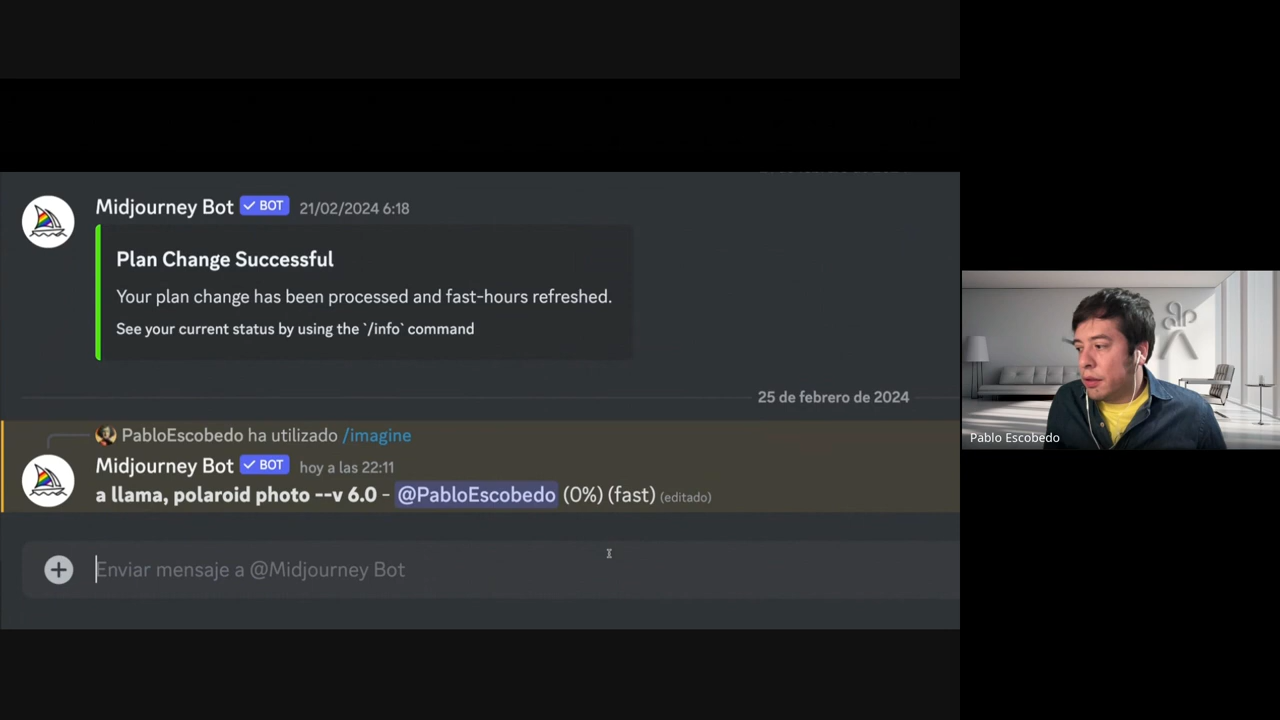 Midjourney Bot BOT 21/02/2024 6:18
Plan Change Successful
Your plan change has been processed and fast-hours refreshed.
See your current status by using the `/info` command
25 de febrero de 2024
PabloEscobedo ha utilizado /imagine
Midjourney Bot BOT hoy a las 22:11
a llama, polaroid photo --v 6.0 - @PabloEscobedo (0%) (fast) (editado)
Enviar mensaje a @Midjourney Bot
Pablo Escobedo